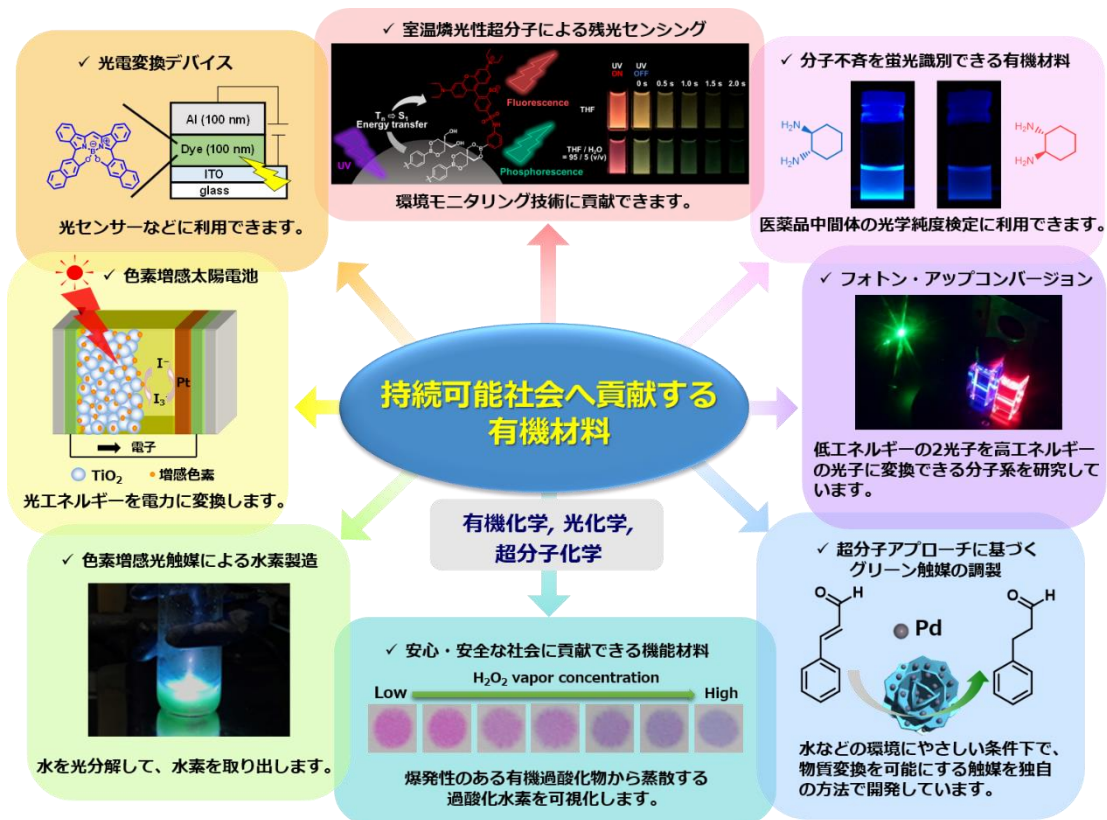 ✓ 室温燐光性超分子による残光センシング
UV
Tn ⇨ S1
Energy transfer
Fluorescence
Phosphorescence
UV
ON
UV
OFF
0 s
0.5 s
1.0 s
1.5 s
2.0 s
THF
THF / H2O
= 95 / 5 (v/v)
環境モニタリング技術に貢献できます。
✓ 光電変換デバイス
Al (100 nm)
Dye (100 nm)
ITO
glass
光センサーなどに利用できます。
✓ 分子不斉を蛍光識別できる有機材料
H2N
H2N
H2N
H2N
医薬品中間体の光学純度検定に利用できます。
✓ 色素増感太陽電池
I−
I3−
Pt
電子
TiO2
増感色素
光エネルギーを電力に変換します。
持続可能社会へ貢献する
有機材料
有機化学, 光化学,
超分子化学
✓ フォトン・アップコンバージョン
低エネルギーの2光子を高エネルギー
の光子に変換できる分子系を研究して
います。
✓ 色素増感光触媒による水素製造
水を光分解して、水素を取り出します。
✓ 安心・安全な社会に貢献できる機能材料
H2O2 vapor concentration
Low
High
爆発性のある有機過酸化物から蒸散する
過酸化水素を可視化します。
✓ 超分子アプローチに基づく
グリーン触媒の調製
O
H
Pd
O
H
水などの環境にやさしい条件下で、
物質変換を可能にする触媒を独自
の方法で開発しています。